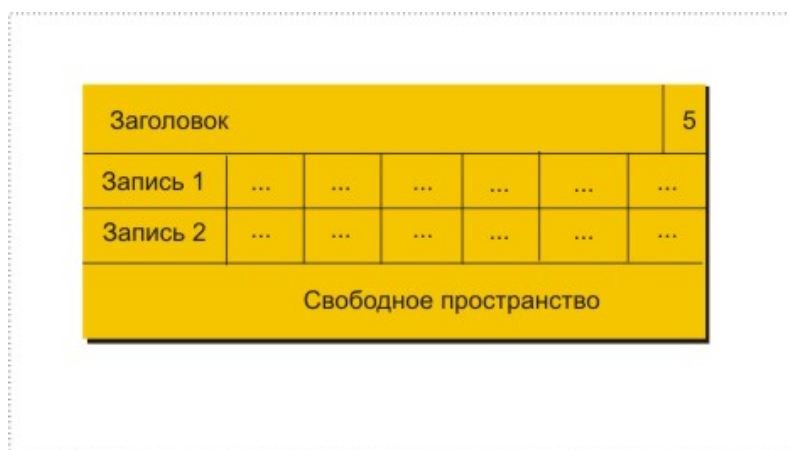 Заголовок 5
Запись 1 ... ... ... ... ... ...
Запись 2 ... ... ... ... ... ...
Свободное пространство